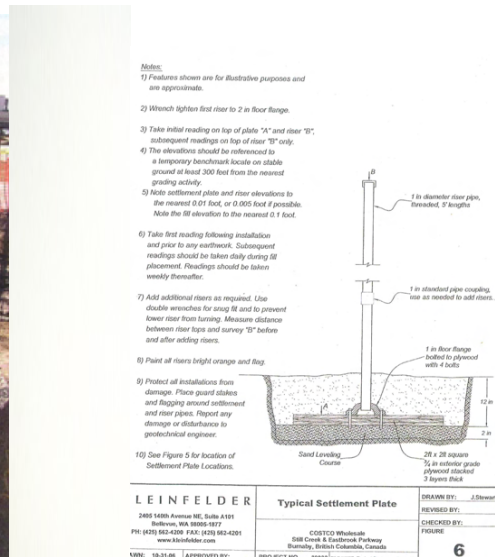 Notes:
1) Features shown are for illustrative purposes and
are approximate.
2) Wrench tighten first riser to 2 in floor flange.
3) Take initial reading on top of plate "A" and riser "B",
subsequent readings on top of riser "B" only.
4) The elevations should be referenced to
a temporary benchmark locate on stable
ground at least 300 feet from the nearest
grading activity.
5) Note settlement plate and riser elevations to
the nearest 0.01 foot, or 0.005 foot if possible.
Note the fill elevation to the nearest 0.1 foot.
6) Take first reading following installation
and prior to any earthwork. Subsequent
readings should be taken daily during fill
placement. Readings should be taken
weekly thereafter.
7) Add additional risers as required. Use
double wrenches for snug fit and to prevent
lower riser from turning. Measure distance
between riser tops and survey "B" before
and after adding risers.
8) Paint all risers bright orange and flag.
9) Protect all installations from
damage. Place guard stakes
and flagging around settlement
and riser pipes. Report any
damage or disturbance to
geotechnical engineer.
10) See Figure 5 for location of
Settlement Plate Locations.
B
1 in diameter riser pipe,
threaded, 5' lengths
1 in standard pipe coupling,
use as needed to add risers.
1 in floor flange
bolted to plywood
with 4 bolts
A
12 in
2 in
Sand Leveling
Course
2ft x 2ft square
3/4 in exterior grade
plywood stacked
3 layers thick
LEINFELDER
2405 140th Avenue NE, Suite A101
Bellevue, WA 98005-1877
PH: (425) 562-4200 FAX: (425) 562-4201
www.kleinfelder.com
Typical Settlement Plate
COSTCO Wholesale
Still Creek & Eastbrook Parkway
Burnaby, British Columbia, Canada
DRAWN BY: J.Stewar
REVISED BY:
CHECKED BY:
FIGURE
6
10-31-06 APPROVED BY:
PROJECT NO.